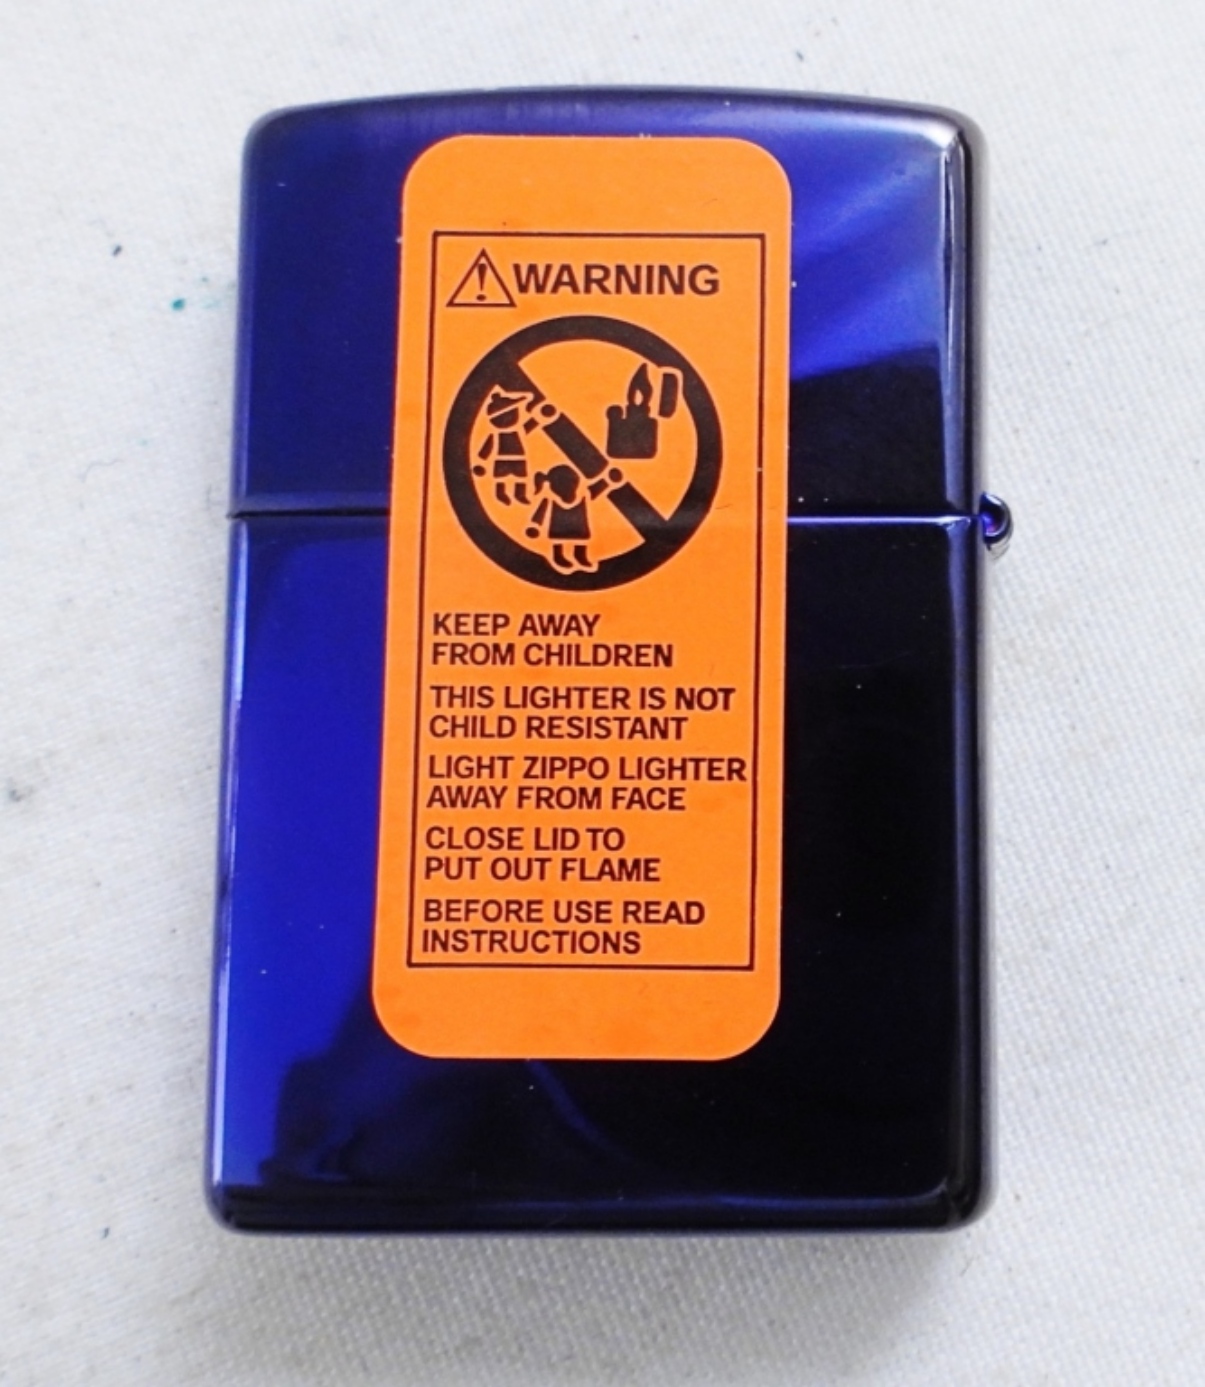 WARNING
KEEP AWAY
FROM CHILDREN
THIS LIGHTER IS NOT
CHILD RESISTANT
LIGHT ZIPPO LIGHTER
AWAY FROM FACE
CLOSE LID TO
PUT OUT FLAME
BEFORE USE READ
INSTRUCTIONS